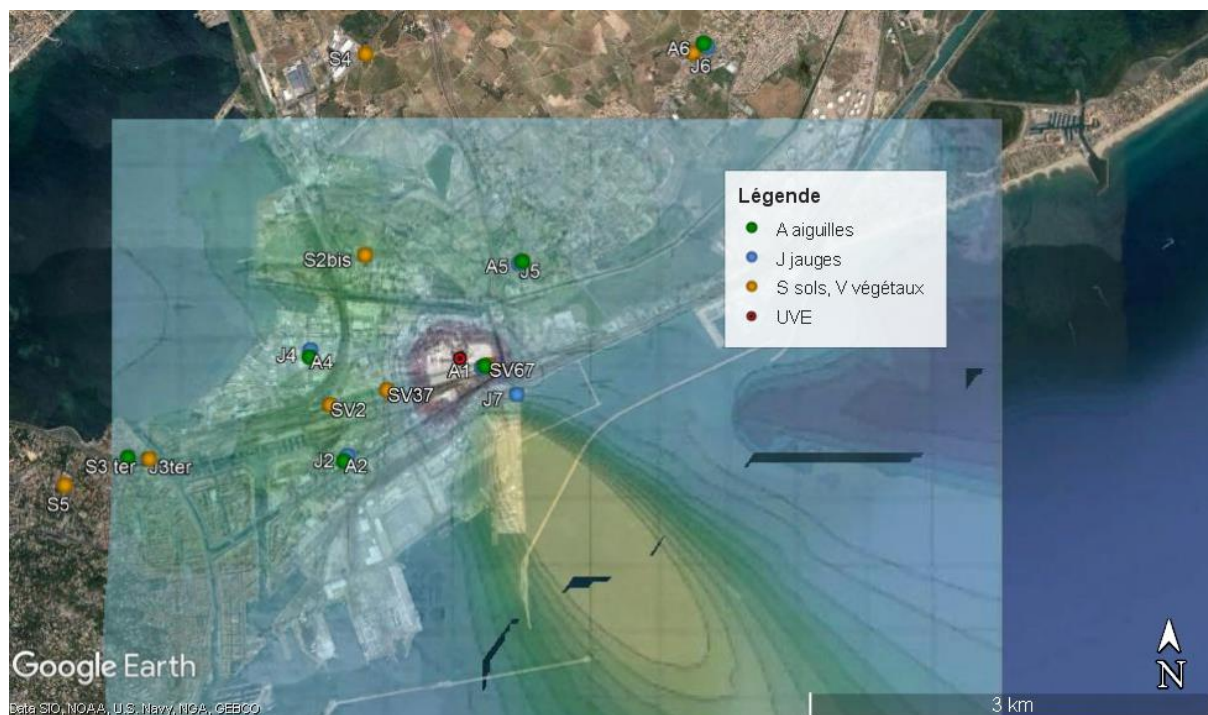 S4
A6
J6
Légende
A aiguilles
J jauges
S sols, V végétaux
UVE
S2bis
A5
J5
J4
A4
A1
SV67
SV37
J7
SV2
J2
A2
S3 ter
J3ter
S5
Google Earth
N
Data SIO, NOAA, U.S. Navy, NGA, GEBCO
3 km